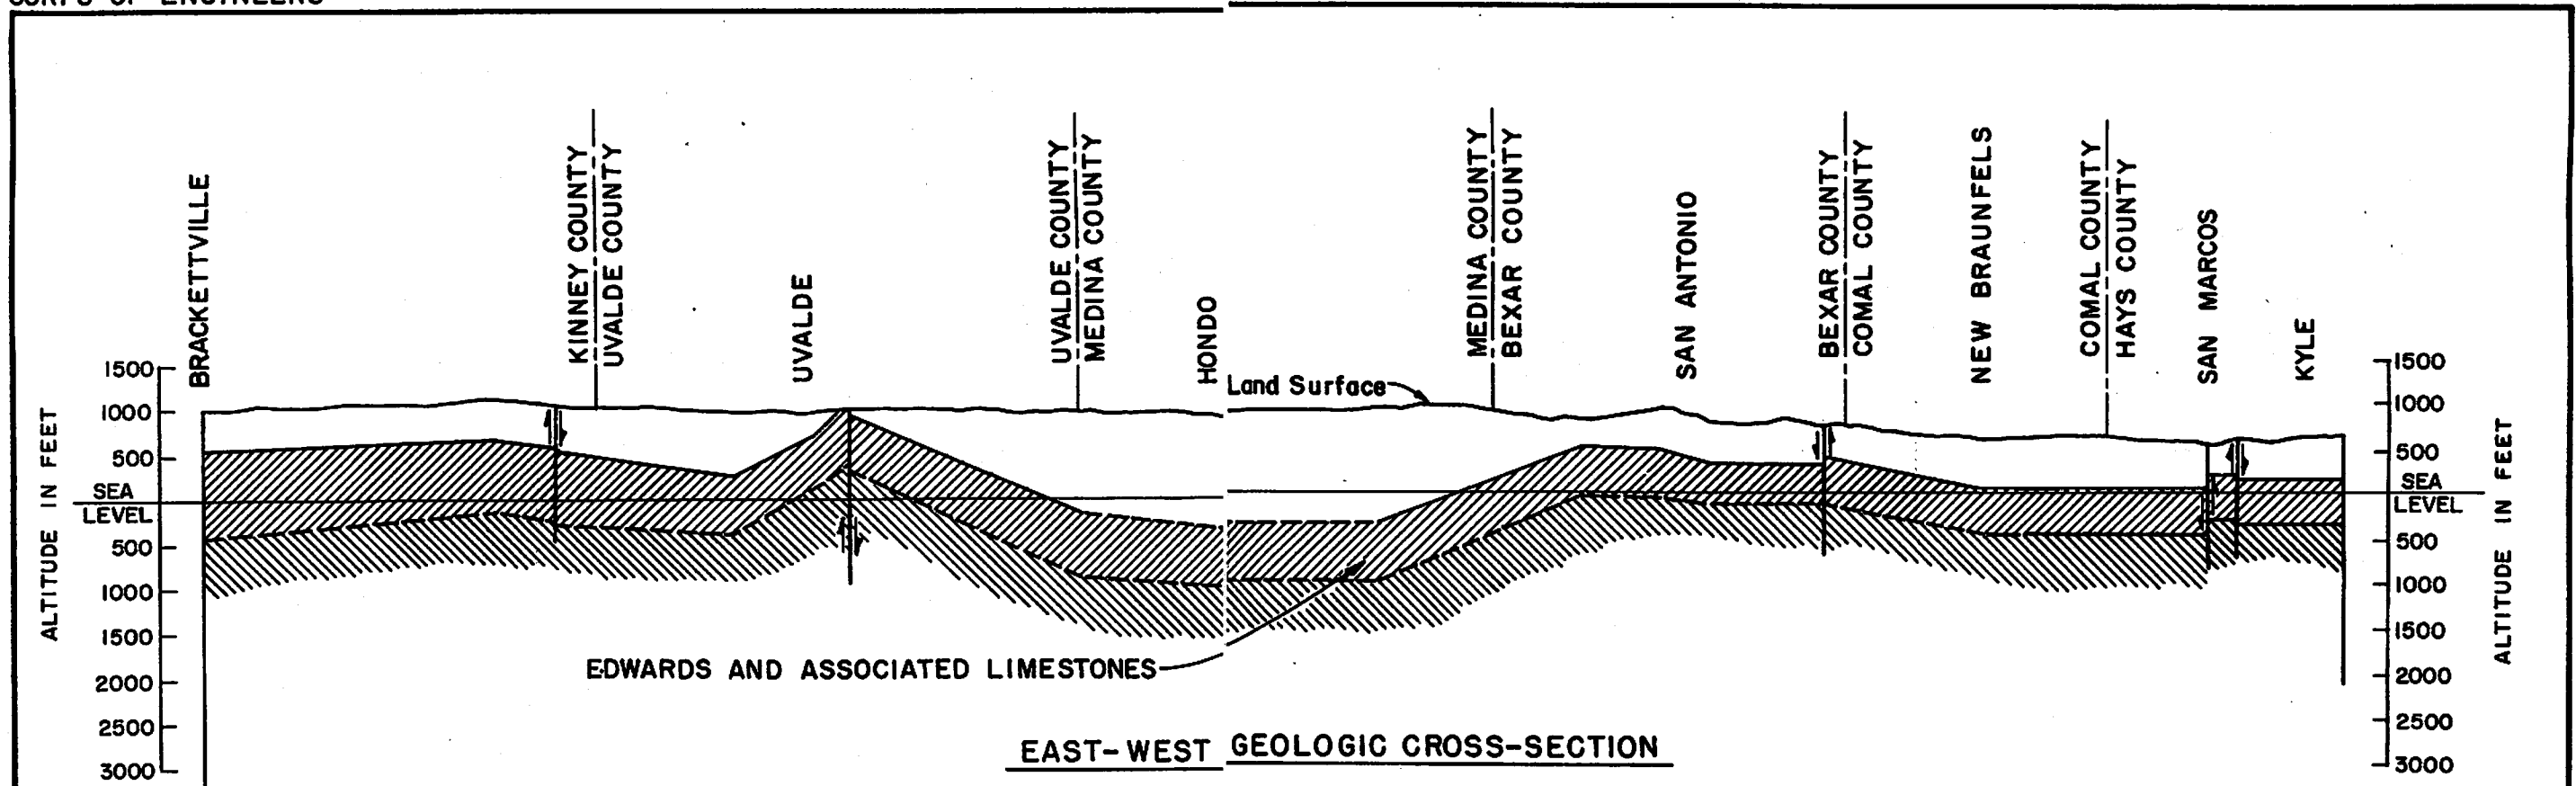 CORPS OF ENGINEERS
BRACKETTVILLE
KINNEY COUNTY
UVALDE COUNTY
UVALDE
UVALDE COUNTY
MEDINA COUNTY
HONDO
MEDINA COUNTY
BEXAR COUNTY
SAN ANTONIO
BEXAR COUNTY
COMAL COUNTY
NEW BRAUNFELS
COMAL COUNTY
HAYS COUNTY
SAN MARCOS
KYLE
ALTITUDE IN FEET
1500
1000
500
SEA
LEVEL
500
1000
1500
2000
2500
3000
Land Surface
EDWARDS AND ASSOCIATED LIMESTONES
1500
1000
500
SEA
LEVEL
500
1000
1500
2000
2500
3000
ALTITUDE IN FEET
EAST-WEST GEOLOGIC CROSS-SECTION